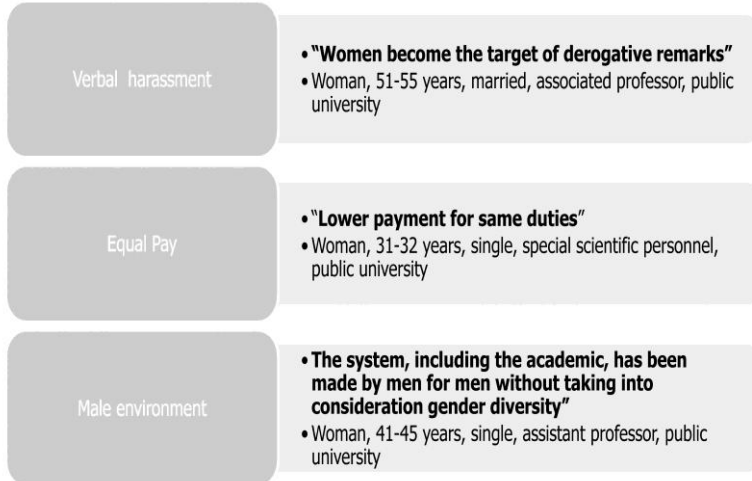 Verbal harassment
• “Women become the target of derogative remarks”
• Woman, 51-55 years, married, associated professor, public
university
Equal Pay
• “Lower payment for same duties”
• Woman, 31-32 years, single, special scientific personnel,
public university
Male environment
• The system, including the academic, has been
made by men for men without taking into
consideration gender diversity”
• Woman, 41-45 years, single, assistant professor, public
university